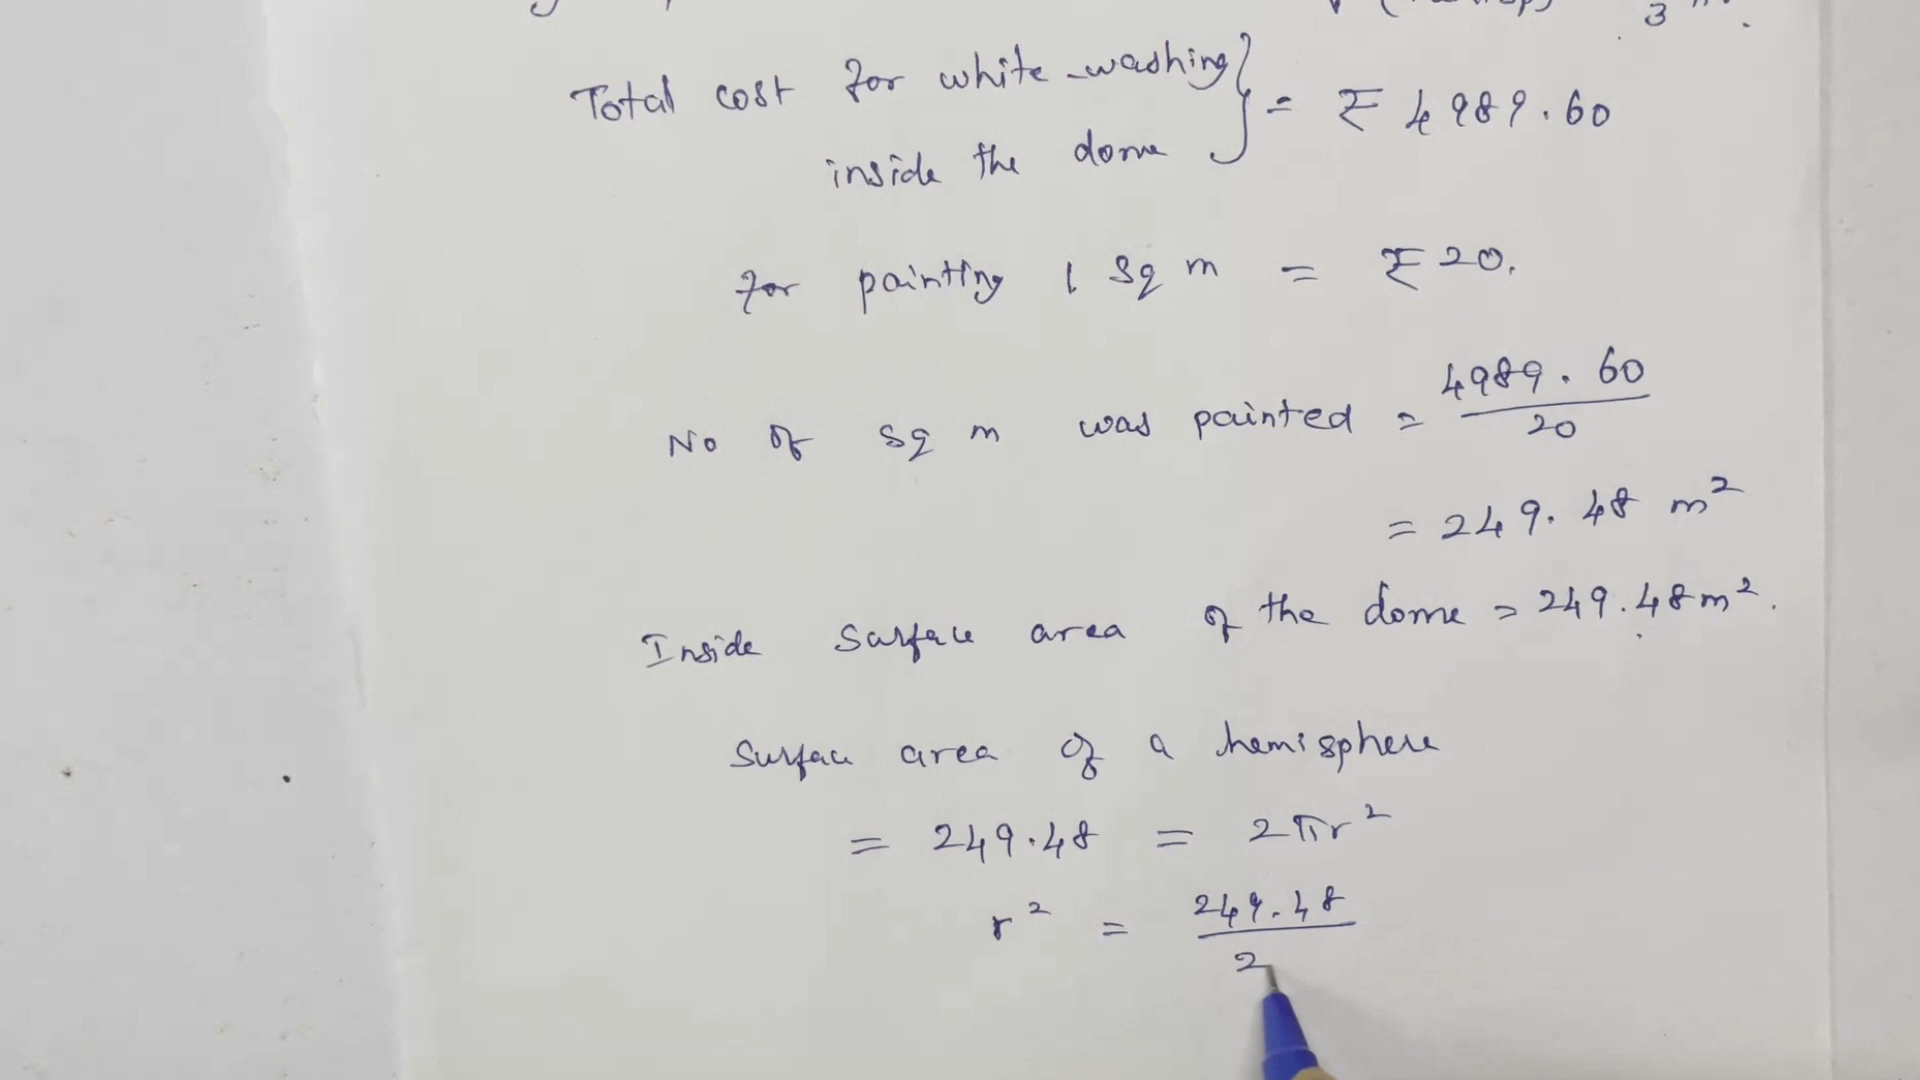 3
Total cost for white-washing } = ₹ 4989.60
inside the dome
for painting 1 sq m = ₹ 20.
No of sq m was painted = 4989.60 / 20
= 249.48 m²
Inside surface area of the dome = 249.48 m².
Surface area of a hemisphere
= 249.48 = 2πr²
r² = 249.48 / 2